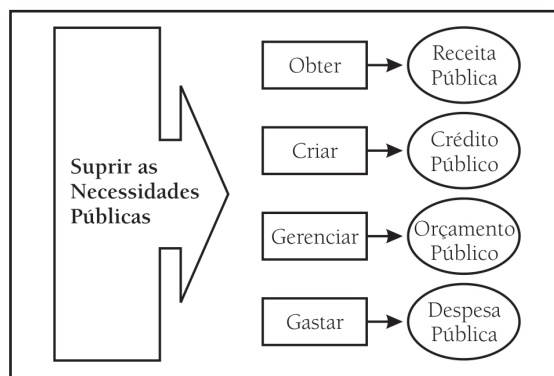 Suprir as
Necessidades
Públicas
Obter
Receita
Pública
Criar
Crédito
Público
Gerenciar
Orçamento
Público
Gastar
Despesa
Pública